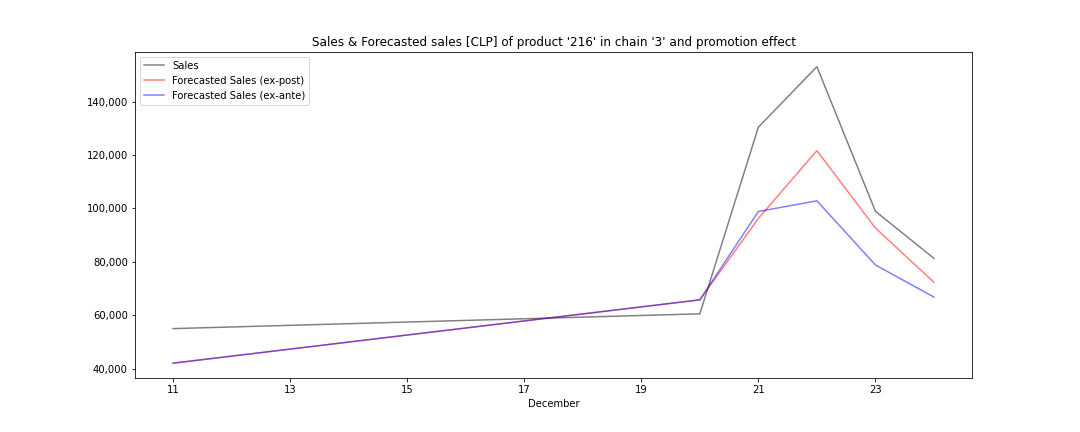 Sales & Forecasted sales [CLP] of product '216' in chain '3' and promotion effect
Sales
Forecasted Sales (ex-post)
Forecasted Sales (ex-ante)
140,000
120,000
100,000
80,000
60,000
40,000
11 13 15 17 19 21 23
December